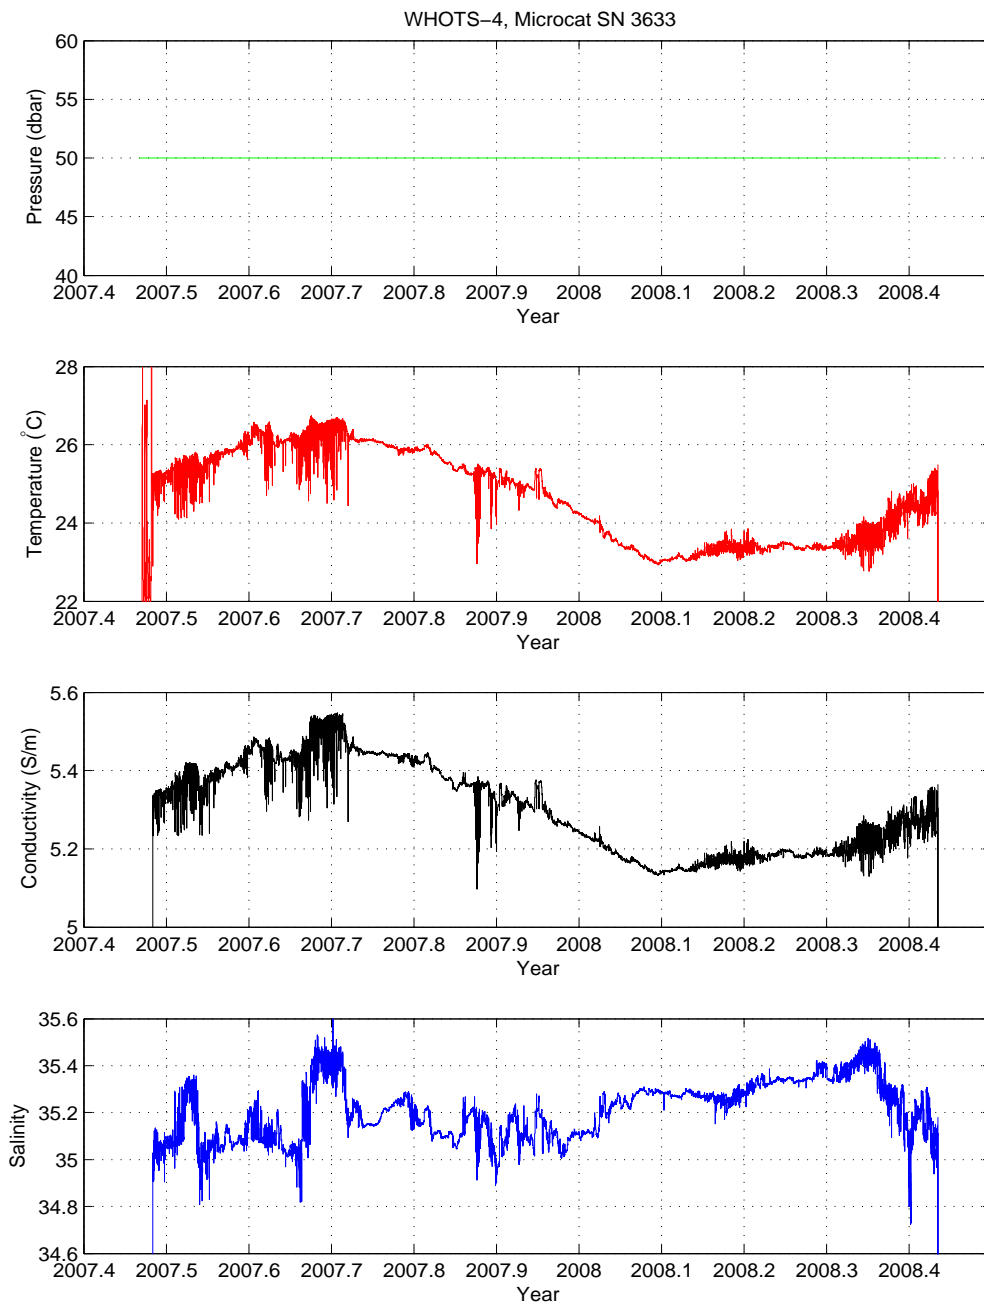 WHOTS−4, Microcat SN 3633
60
55
50
45
40
Pressure (dbar)
2007.4 2007.5 2007.6 2007.7 2007.8 2007.9 2008 2008.1 2008.2 2008.3 2008.4
Year
28
26
24
22
Temperature (°C)
2007.4 2007.5 2007.6 2007.7 2007.8 2007.9 2008 2008.1 2008.2 2008.3 2008.4
Year
5.6
5.4
5.2
5
Conductivity (S/m)
2007.4 2007.5 2007.6 2007.7 2007.8 2007.9 2008 2008.1 2008.2 2008.3 2008.4
Year
35.6
35.4
35.2
35
34.8
34.6
Salinity
2007.4 2007.5 2007.6 2007.7 2007.8 2007.9 2008 2008.1 2008.2 2008.3 2008.4
Year